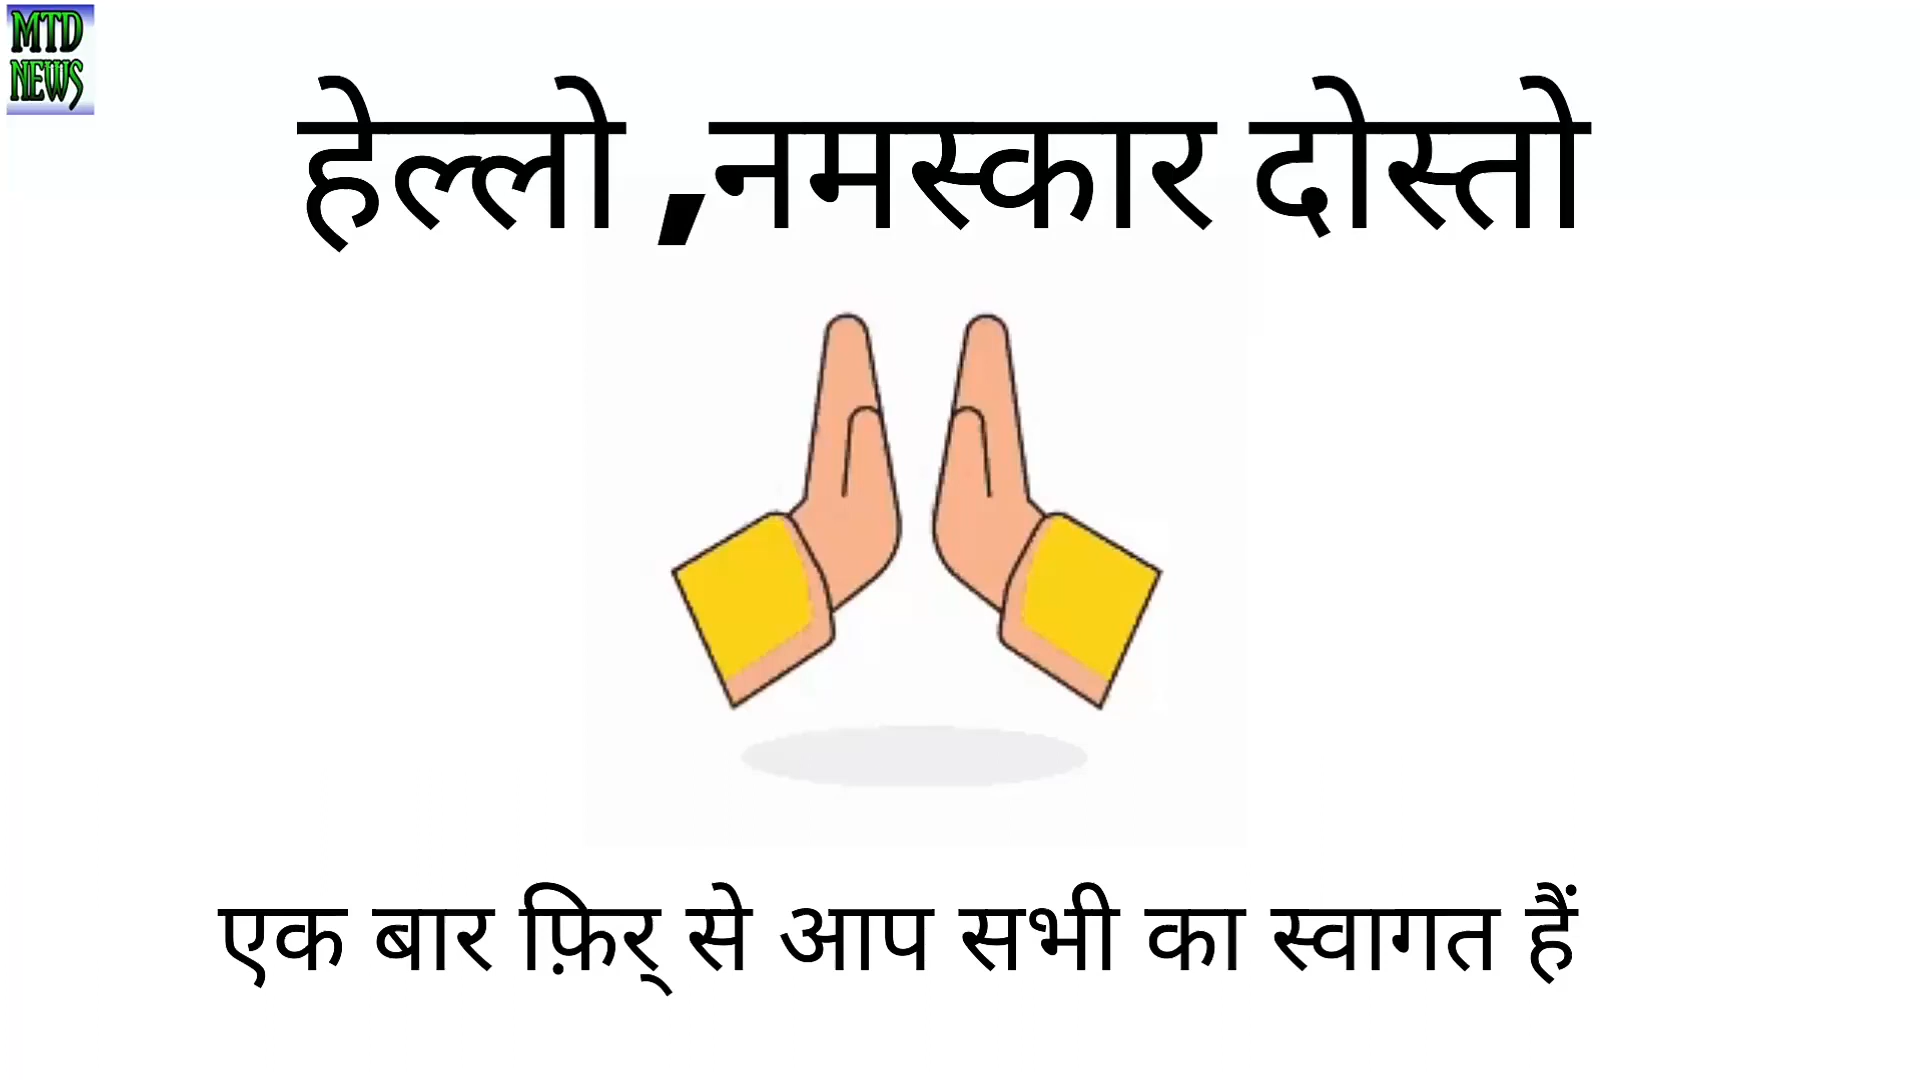 MTD
NEWS
हेल्लो ,नमस्कार दोस्तो
एक बार फ़िर् से आप सभी का स्वागत हैं